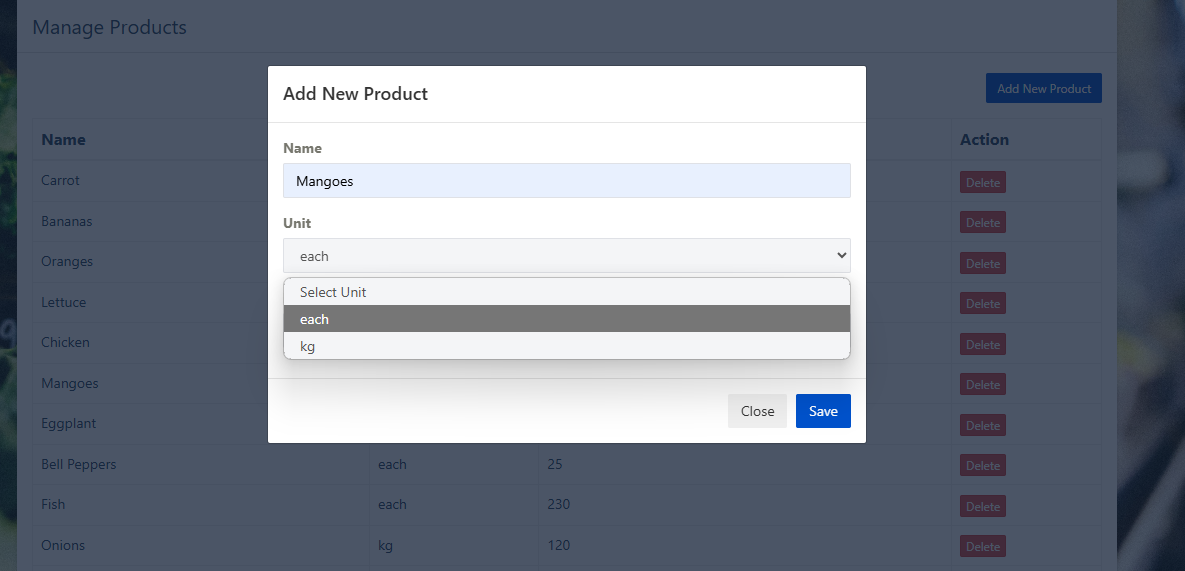 Manage Products
Add New Product
Add New Product
Name
Action
Name
Mangoes
Carrot
Delete
Bananas
Delete
Unit
each
Oranges
Delete
Select Unit
Lettuce
Delete
each
kg
Chicken
Delete
Mangoes
Delete
Close
Save
Eggplant
Delete
Bell Peppers each 25 Delete
Fish each 230 Delete
Onions kg 120 Delete